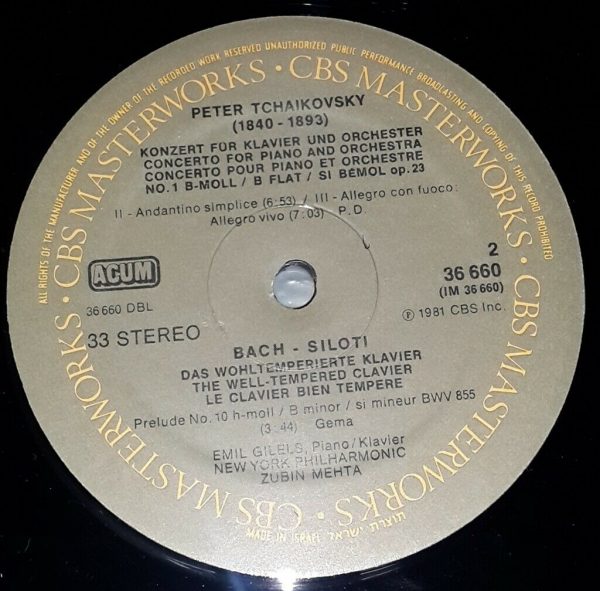 ALL RIGHTS OF THE MANUFACTURER AND OF THE OWNER OF THE RECORDED WORK RESERVED UNAUTHORIZED PUBLIC PERFORMANCE BROADCASTING AND COPYING OF THIS RECORD PROHIBITED
CBS MASTERWORKS · CBS MASTERWORKS · CBS MASTERWORKS · CBS MASTERWORKS ·
PETER TCHAIKOVSKY
(1840 - 1893)
KONZERT FUR KLAVIER UND ORCHESTER
CONCERTO FOR PIANO AND ORCHESTRA
CONCERTO POUR PIANO ET ORCHESTRE
NO. 1 B-MOLL / B FLAT / SI BEMOL op. 23
II - Andantino simplice (6:53) / III - Allegro con fuoco:
Allegro vivo (7:03) P.D.
ACUM
2
36 660
(IM 36 660)
36 660 DBL
℗ 1981 CBS Inc.
33 STEREO
BACH - SILOTI
DAS WOHLTEMPERIERTE KLAVIER
THE WELL-TEMPERED CLAVIER
LE CLAVIER BIEN TEMPERE
Prelude No. 10 h-moll / B minor / si mineur BWV 855
(3:44) Gema
EMIL GILELS, Piano/Klavier
NEW YORK PHILHARMONIC
ZUBIN MEHTA
MADE IN ISRAEL תוצרת ישראל